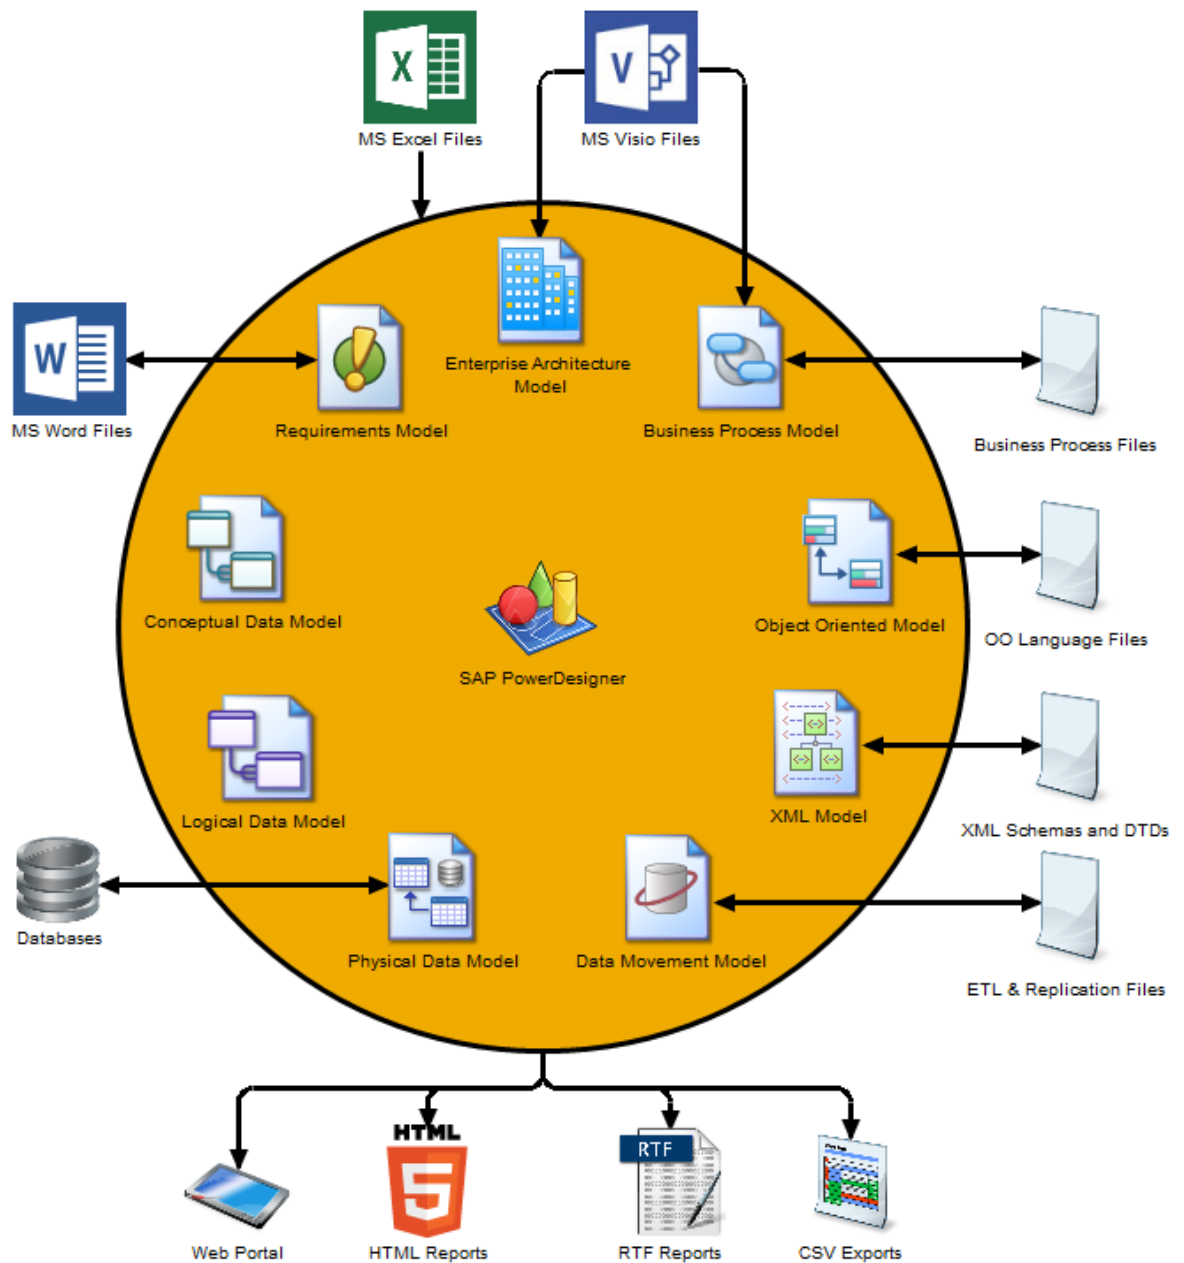 X
V
MS Excel Files
MS Visio Files
W
Enterprise Architecture
Model
MS Word Files
Requirements Model
Business Process Model
Business Process Files
Conceptual Data Model
Object Oriented Model
OO Language Files
SAP PowerDesigner
Logical Data Model
XML Model
XML Schemas and DTDs
Databases
Physical Data Model
Data Movement Model
ETL & Replication Files
HTML
5
RTF
Web Portal
HTML Reports
RTF Reports
CSV Exports